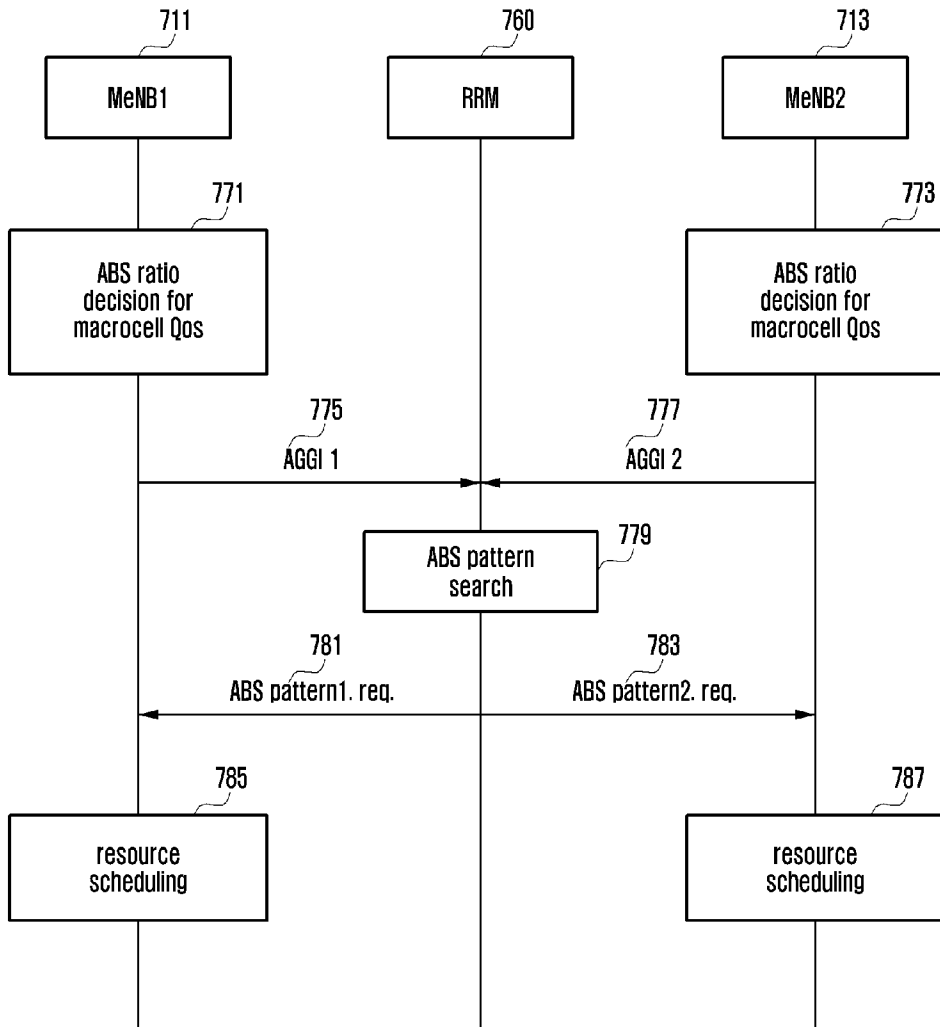 711
760
713
MeNB1
RRM
MeNB2
771
773
ABS ratio
decision for
macrocell Qos
ABS ratio
decision for
macrocell Qos
775
777
AGGI 1
AGGI 2
779
ABS pattern
search
781
783
ABS pattern1. req.
ABS pattern2. req.
785
787
resource
scheduling
resource
scheduling